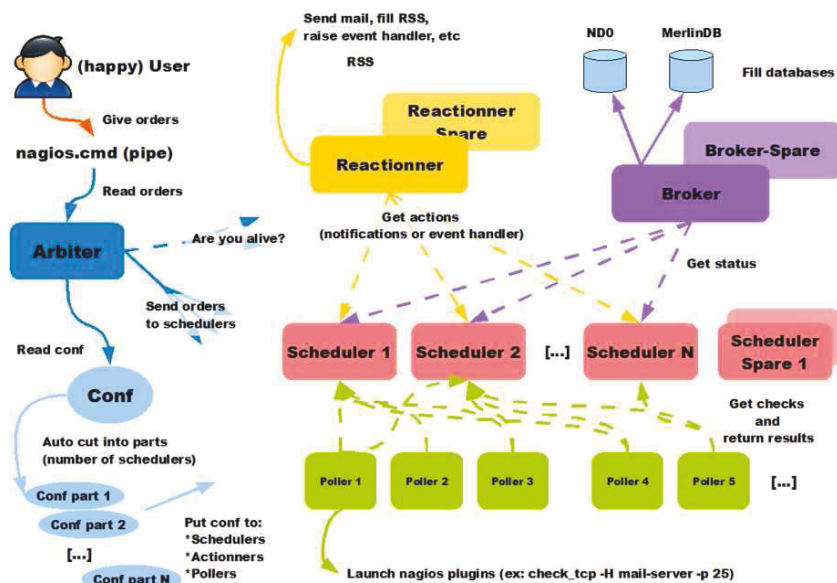 Send mail, fill RSS,
raise event handler, etc
RSS
(happy) User
Give orders
nagios.cmd (pipe)
Read orders
Arbiter
Are you alive?
Send orders
to schedulers
Read conf
Conf
Auto cut into parts
(number of schedulers)
Conf part 1
Conf part 2
[...]
Conf part N
Put conf to:
*Schedulers
*Actionners
*Pollers
Reactionner
Spare
Reactionner
Get actions
(notifications or event handler)
NDO
MerlinDB
Fill databases
Broker-Spare
Broker
Get status
Scheduler 1
Scheduler 2
[...]
Scheduler N
Scheduler
Spare 1
Get checks
and
return results
Poller 1
Poller 2
Poller 3
Poller 4
Poller 5
[...]
Launch nagios plugins (ex: check_tcp -H mail-server -p 25)